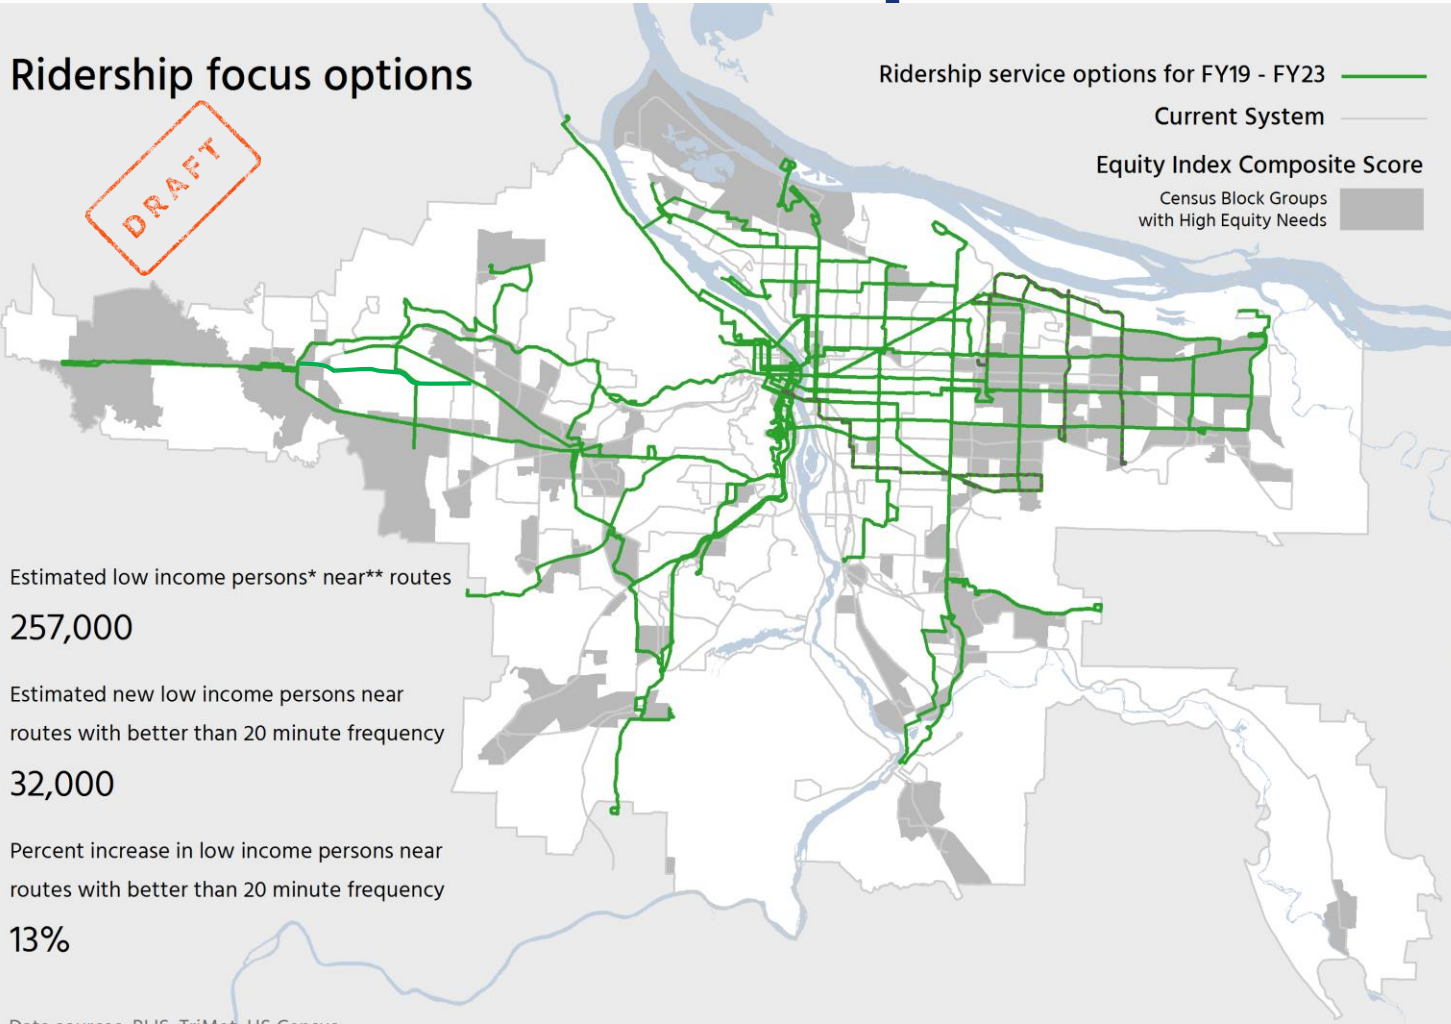 Ridership focus options
DRAFT
Ridership service options for FY19 - FY23
Current System
Equity Index Composite Score
Census Block Groups
with High Equity Needs
Estimated low income persons* near** routes
257,000
Estimated new low income persons near
routes with better than 20 minute frequency
32,000
Percent increase in low income persons near
routes with better than 20 minute frequency
13%